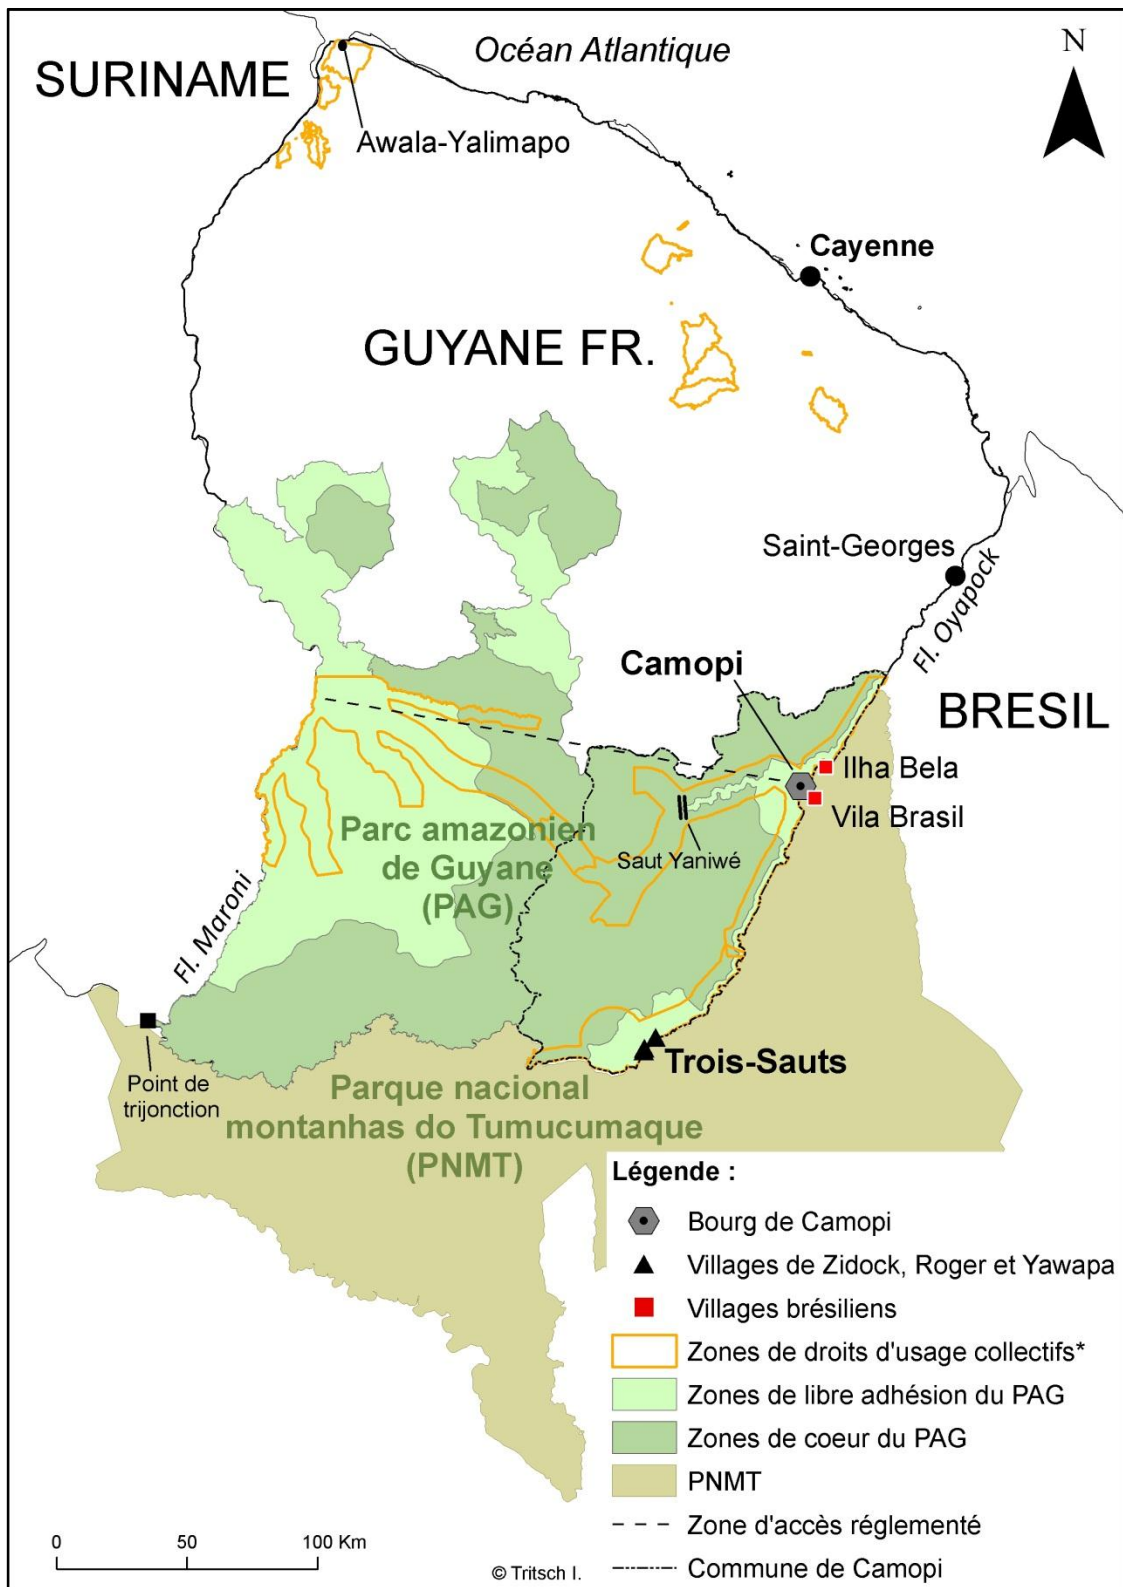 Océan Atlantique
N
SURINAME
Awala-Yalimapo
Cayenne
GUYANE FR.
Saint-Georges
Fl. Oyapock
Camopi
BRESIL
Ilha Bela
Vila Brasil
Saut Yaniwé
Parc amazonien
de Guyane
(PAG)
Fl. Maroni
Trois-Sauts
Point de
trijonction
Parque nacional
montanhas do Tumucumaque
(PNMT)
Légende :
Bourg de Camopi
Villages de Zidock, Roger et Yawapa
Villages brésiliens
Zones de droits d'usage collectifs*
Zones de libre adhésion du PAG
Zones de coeur du PAG
PNMT
Zone d'accès réglementé
Commune de Camopi
0 50 100 Km
© Tritsch I.